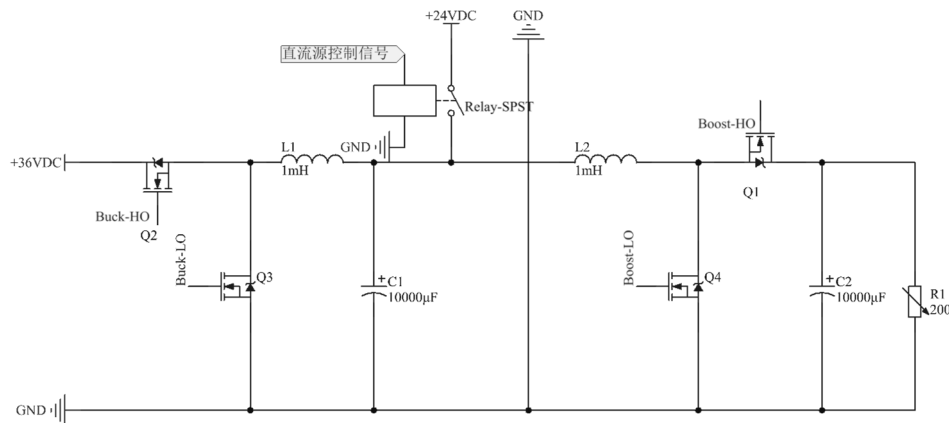 +24VDC
GND
直流源控制信号
Relay-SPST
Boost-HO
GND
L1
L2
+36VDC
1mH
1mH
Q1
Buck-HO
Q2
Buck-LO
Boost-LO
Q3
Q4
+
C1
10000μF
+
C2
10000μF
R1
200
GND